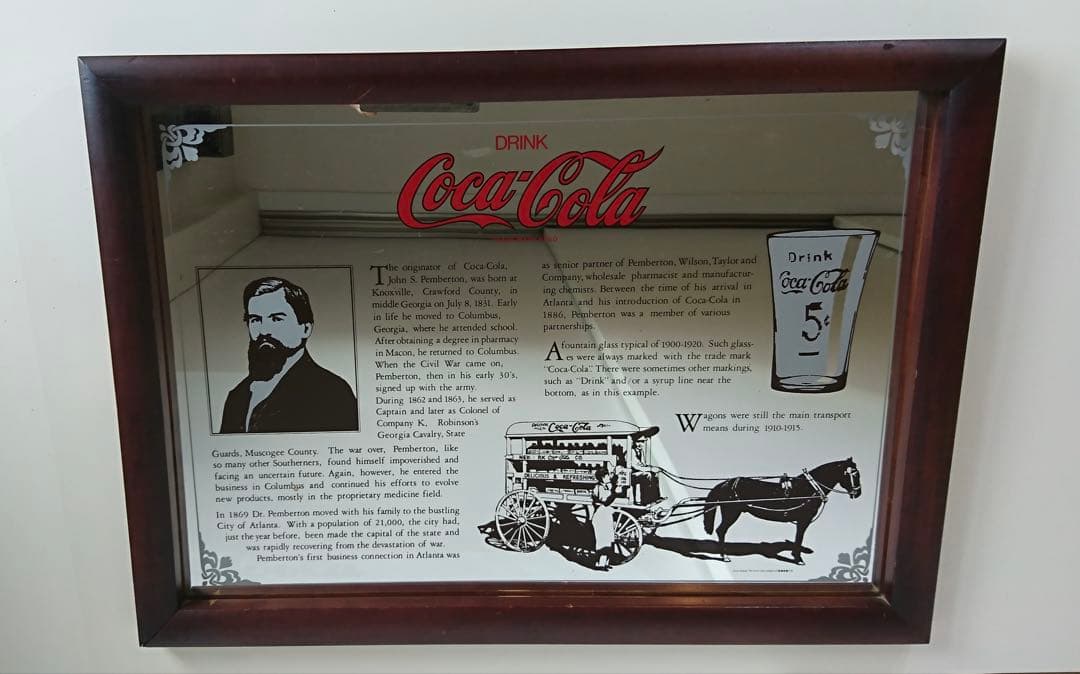 DRINK
Coca-Cola
The originator of Coca-Cola,
John S. Pemberton, was born at
Knoxville, Crawford County, in
middle Georgia on July 8, 1831. Early
in life he moved to Columbus,
Georgia, where he attended school.
After obtaining a degree in pharmacy
in Macon, he returned to Columbus.
When the Civil War came on,
Pemberton, then in his early 30's,
signed up with the army.
During 1862 and 1863, he served as
Captain and later as Colonel of
Company K, Robinson's
Georgia Cavalry, State
Guards, Muscogee County. The war over, Pemberton, like
so many other Southerners, found himself impoverished and
facing an uncertain future. Again, however, he entered the
business in Columbus and continued his efforts to evolve
new products, mostly in the proprietary medicine field.
In 1869 Dr. Pemberton moved with his family to the bustling
City of Atlanta. With a population of 21,000, the city had,
just the year before, been made the capital of the state and
was rapidly recovering from the devastation of war.
Pemberton's first business connection in Atlanta was
as senior partner of Pemberton, Wilson, Taylor and
Company, wholesale pharmacist and manufactur-
ing chemists. Between the time of his arrival in
Atlanta and his introduction of Coca-Cola in
1886, Pemberton was a member of various
partnerships.
A fountain glass typical of 1900-1920. Such glass-
es were always marked with the trade mark
"Coca-Cola". There were sometimes other markings,
such as "Drink" and/or a syrup line near the
bottom, as in this example.
Drink
Coca-Cola
5¢
Wagons were still the main transport
means during 1910-1915.
Coca-Cola
DELICIOUS & REFRESHING